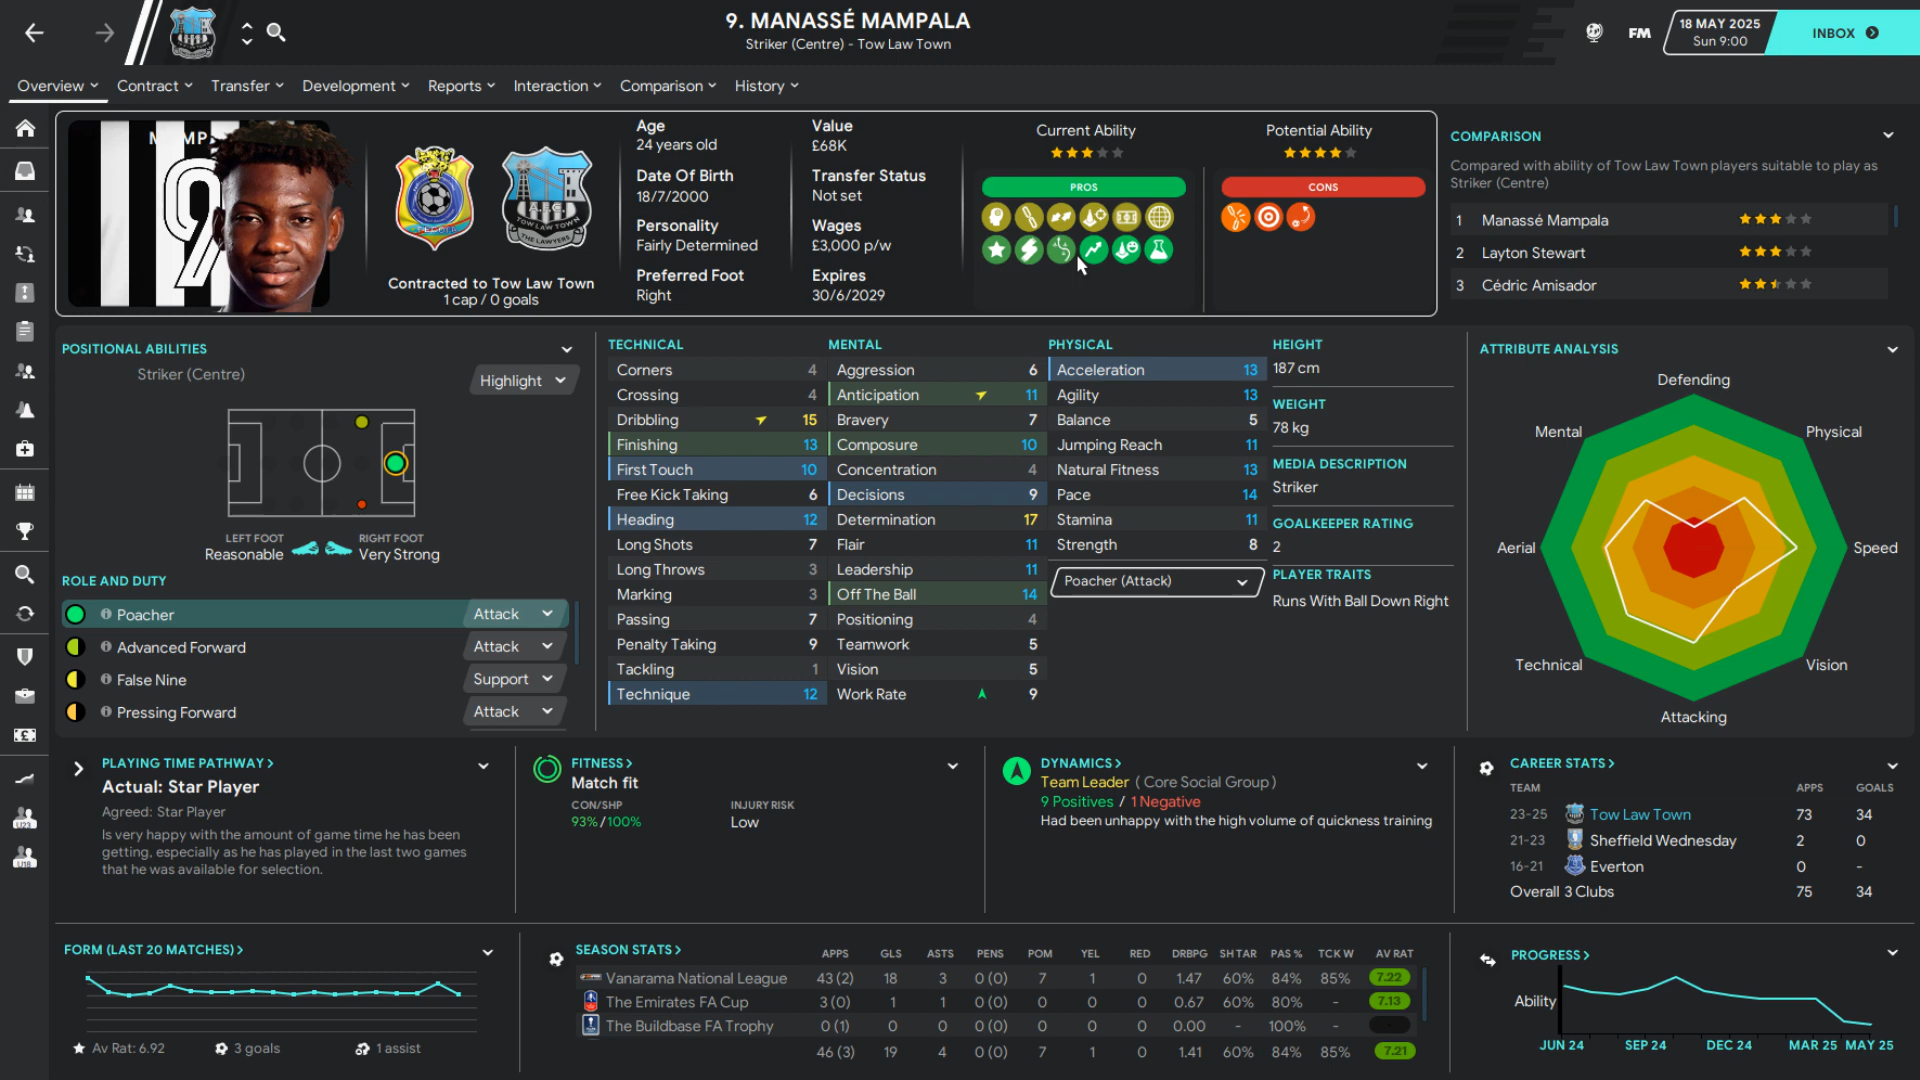 9. MANASSÉ MAMPALA
Striker (Centre) - Tow Law Town
FM
18 MAY 2025
Sun 9:00
INBOX
Overview
Contract
Transfer
Development
Reports
Interaction
Comparison
History
9
TOW LAW TOWN
THE LAWYERS
Contracted to Tow Law Town
1 cap / 0 goals
Age
24 years old
Date Of Birth
18/7/2000
Personality
Fairly Determined
Preferred Foot
Right
Value
£68K
Transfer Status
Not set
Wages
£3,000 p/w
Expires
30/6/2029
Current Ability
PROS
Potential Ability
CONS
COMPARISON
Compared with ability of Tow Law Town players suitable to play as
Striker (Centre)
1 Manassé Mampala
2 Layton Stewart
3 Cédric Amisador
POSITIONAL ABILITIES
Striker (Centre)
Highlight
LEFT FOOT
Reasonable
RIGHT FOOT
Very Strong
ROLE AND DUTY
Poacher Attack
Advanced Forward Attack
False Nine Support
Pressing Forward Attack
TECHNICAL
Corners 4
Crossing 4
Dribbling 15
Finishing 13
First Touch 10
Free Kick Taking 6
Heading 12
Long Shots 7
Long Throws 3
Marking 3
Passing 7
Penalty Taking 9
Tackling 1
Technique 12
MENTAL
Aggression 6
Anticipation 11
Bravery 7
Composure 10
Concentration 4
Decisions 9
Determination 17
Flair 11
Leadership 11
Off The Ball 14
Positioning 4
Teamwork 5
Vision 5
Work Rate 9
PHYSICAL
Acceleration 13
Agility 13
Balance 5
Jumping Reach 11
Natural Fitness 13
Pace 14
Stamina 11
Strength 8
Poacher (Attack)
HEIGHT
187 cm
WEIGHT
78 kg
MEDIA DESCRIPTION
Striker
GOALKEEPER RATING
2
PLAYER TRAITS
Runs With Ball Down Right
ATTRIBUTE ANALYSIS
Defending
Mental
Physical
Aerial
Speed
Technical
Vision
Attacking
PLAYING TIME PATHWAY >
Actual: Star Player
Agreed: Star Player
Is very happy with the amount of game time he has been
getting, especially as he has played in the last two games
that he was available for selection.
FITNESS >
Match fit
CON/SHP
93% / 100%
INJURY RISK
Low
DYNAMICS >
Team Leader ( Core Social Group )
9 Positives / 1 Negative
Had been unhappy with the high volume of quickness training
CAREER STATS >
TEAM APPS GOALS
23-25 Tow Law Town 73 34
21-23 Sheffield Wednesday 2 0
16-21 Everton 0 -
Overall 3 Clubs 75 34
U23
U18
FORM (LAST 20 MATCHES) >
Av Rat: 6.92
3 goals
1 assist
SEASON STATS >
APPS GLS ASTS PENS POM YEL RED DRBPG SH TAR PAS % TCK W AV RAT
Vanarama National League 43 (2) 18 3 0 (0) 7 1 0 1.47 60% 84% 85% 7.22
The Emirates FA Cup 3 (0) 1 1 0 (0) 0 0 0 0.67 60% 80% - 7.13
The Buildbase FA Trophy 0 (1) 0 0 0 (0) 0 0 0 0.00 - 100% -
46 (3) 19 4 0 (0) 7 1 0 1.41 60% 84% 85% 7.21
PROGRESS >
Ability
JUN 24 SEP 24 DEC 24 MAR 25 MAY 25